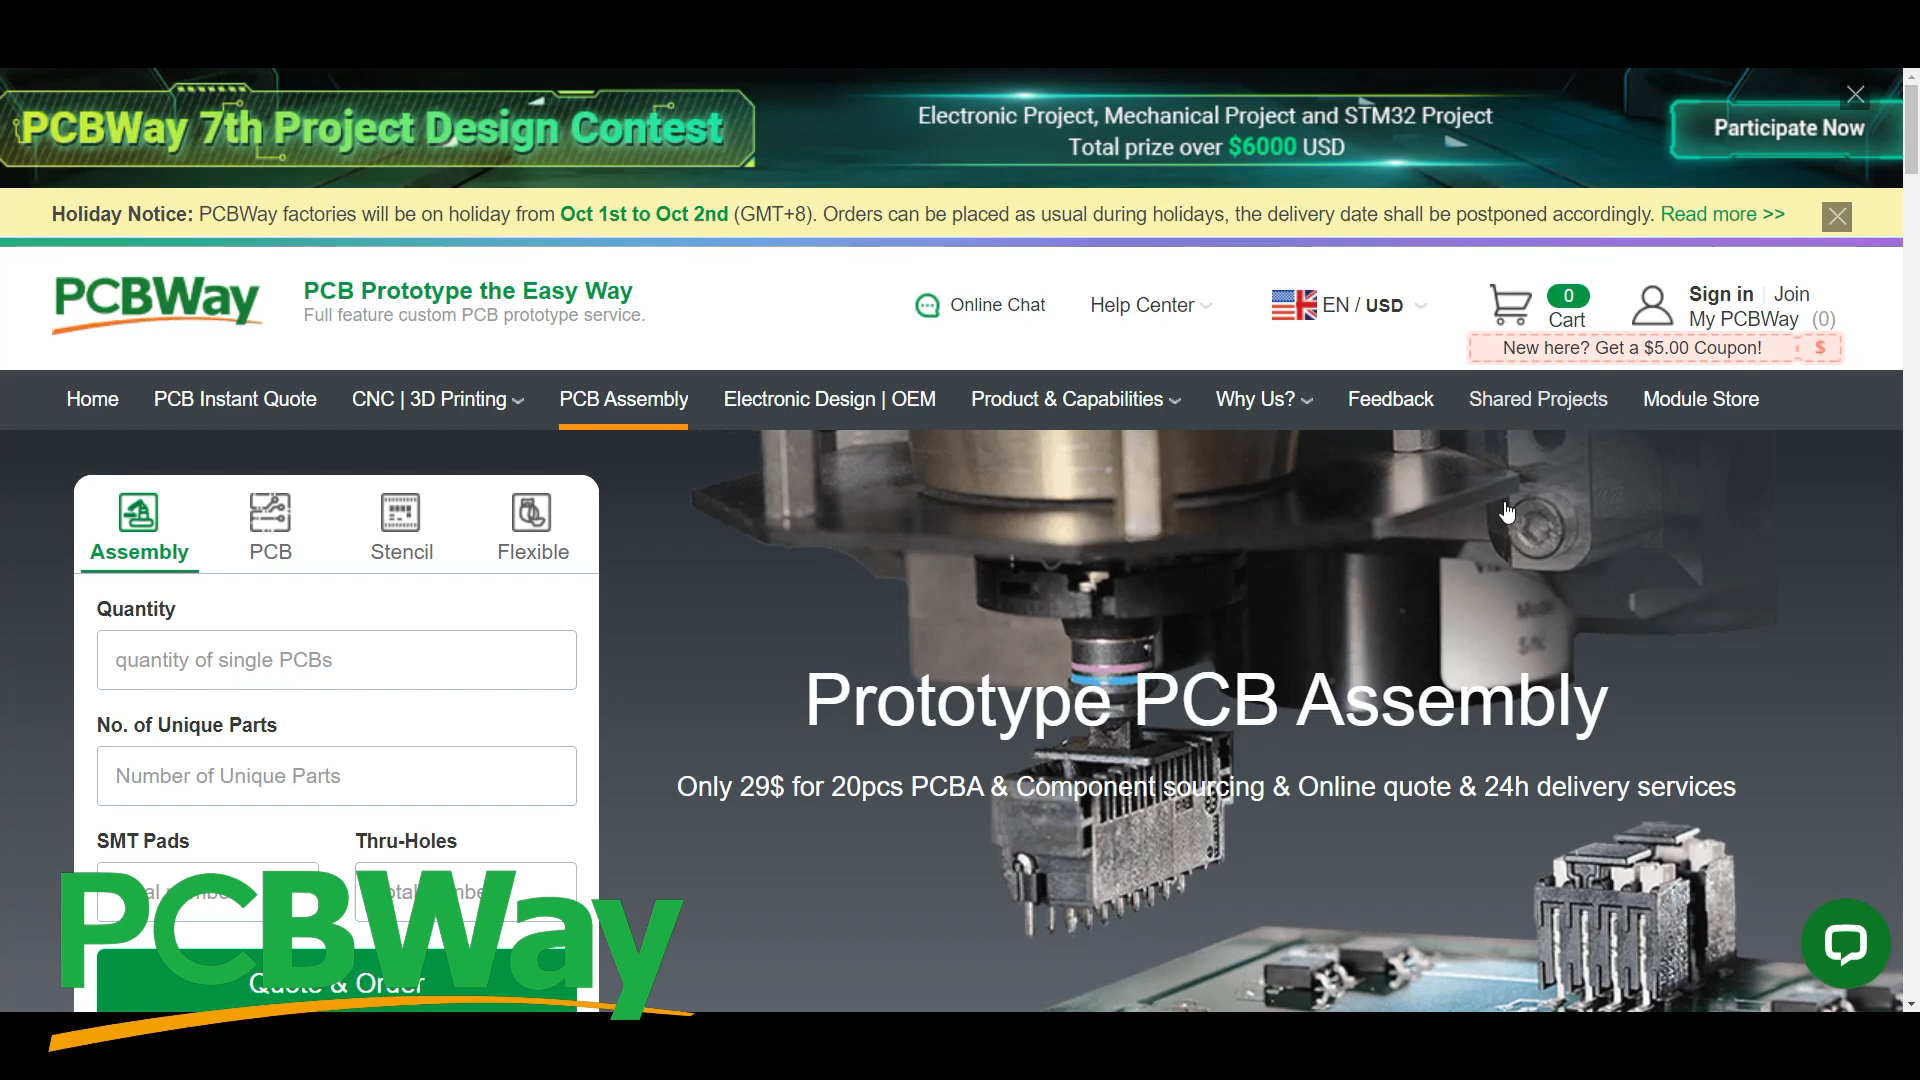 PCBWay 7th Project Design Contest
Electronic Project, Mechanical Project and STM32 Project
Total prize over $6000 USD
Participate Now
Holiday Notice: PCBWay factories will be on holiday from Oct 1st to Oct 2nd (GMT+8). Orders can be placed as usual during holidays, the delivery date shall be postponed accordingly. Read more >>
PCBWay
PCB Prototype the Easy Way
Full feature custom PCB prototype service.
Online Chat
Help Center
EN / USD
0
Cart
Sign in | Join
My PCBWay (0)
New here? Get a $5.00 Coupon! $
Home PCB Instant Quote CNC | 3D Printing PCB Assembly Electronic Design | OEM Product & Capabilities Why Us? Feedback Shared Projects Module Store
Assembly PCB Stencil Flexible
Quantity
quantity of single PCBs
No. of Unique Parts
Number of Unique Parts
SMT Pads Thru-Holes
Quote & Order
PCBWay
Prototype PCB Assembly
Only 29$ for 20pcs PCBA & Component sourcing & Online quote & 24h delivery services